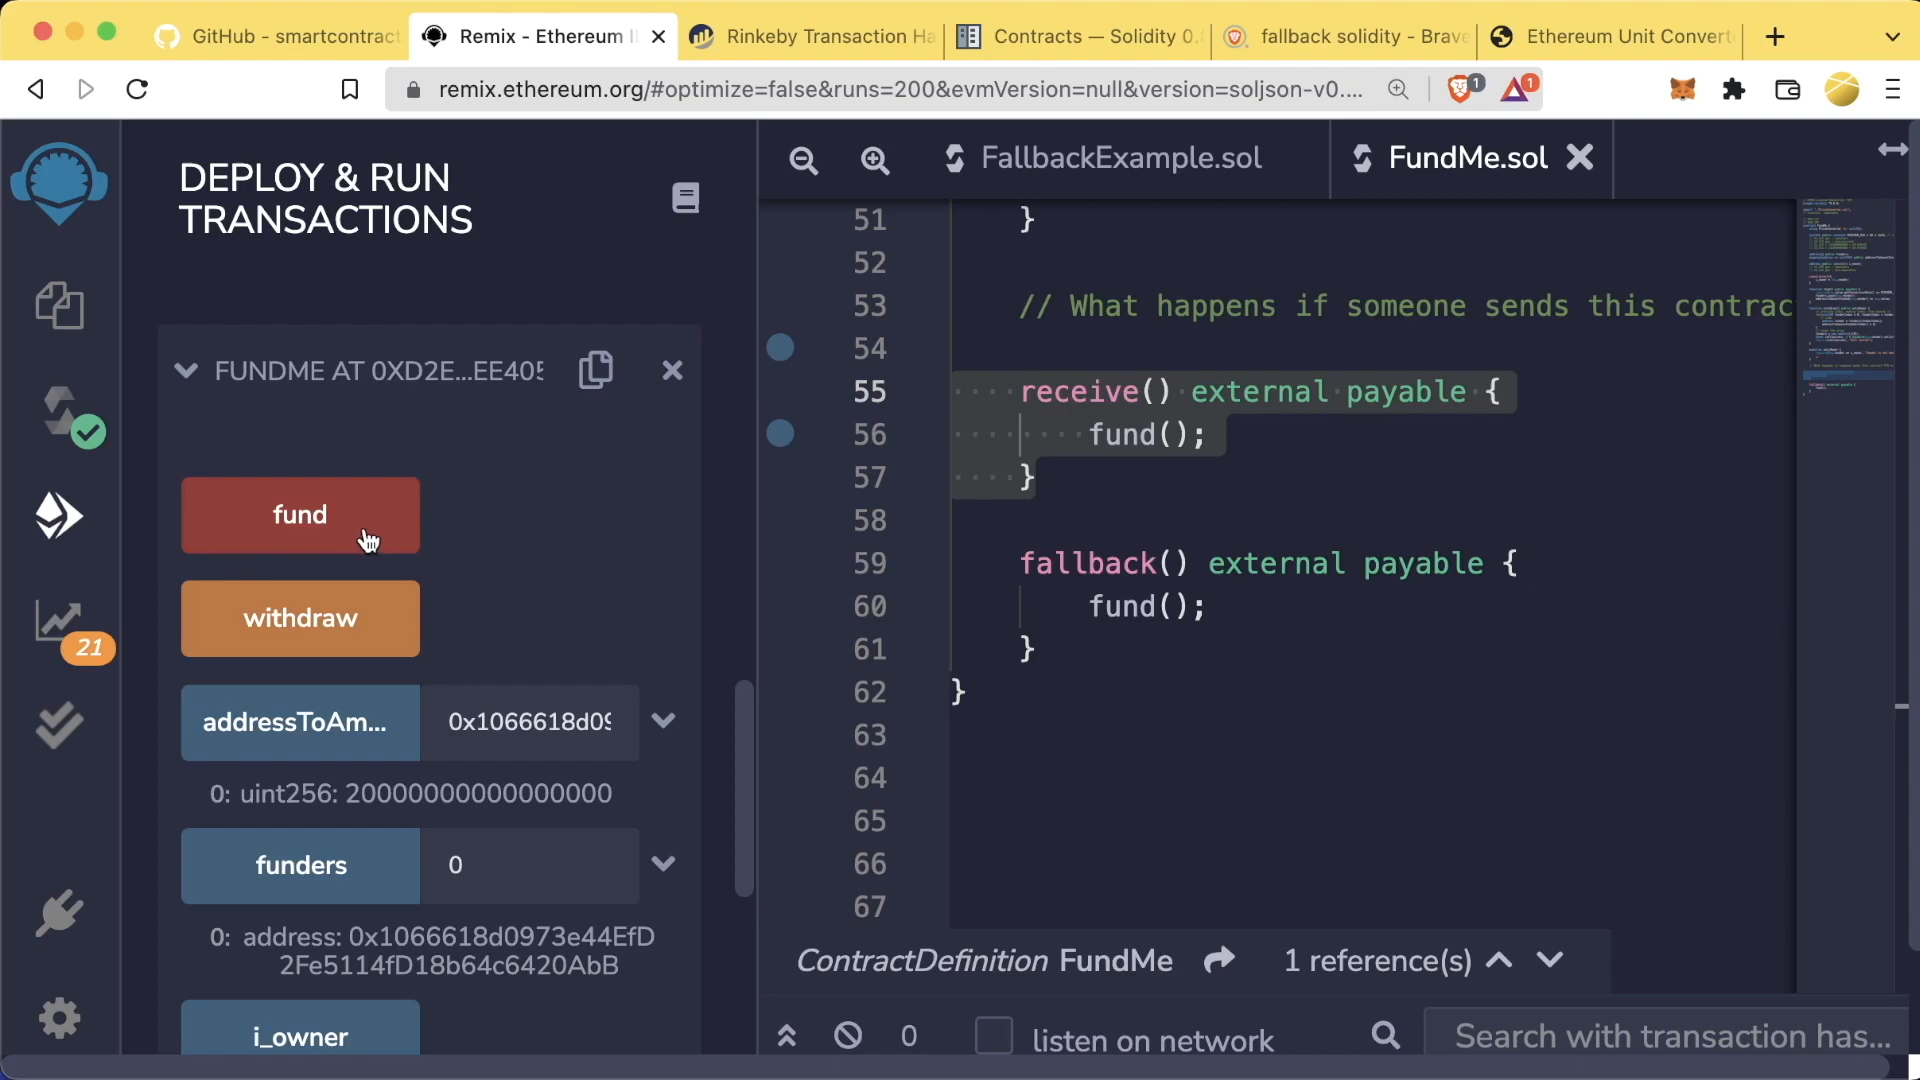 GitHub - smartcontract
Remix - Ethereum I
Rinkeby Transaction Ha
Contracts — Solidity 0.
fallback solidity - Brave
Ethereum Unit Convert
remix.ethereum.org/#optimize=false&runs=200&evmVersion=null&version=soljson-v0....
1
1
DEPLOY & RUN
TRANSACTIONS
FallbackExample.sol
FundMe.sol
FUNDME AT 0XD2E...EE405
fund
withdraw
addressToAm...
0x1066618d09
0: uint256: 20000000000000000
funders
0
0: address: 0x1066618d0973e44EfD
2Fe5114fD18b64c6420AbB
i_owner
21
51 }
52
53 // What happens if someone sends this contrac
54
55 receive() external payable {
56 fund();
57 }
58
59 fallback() external payable {
60 fund();
61 }
62 }
63
64
65
66
67
ContractDefinition FundMe
1 reference(s)
0
listen on network
Search with transaction has...